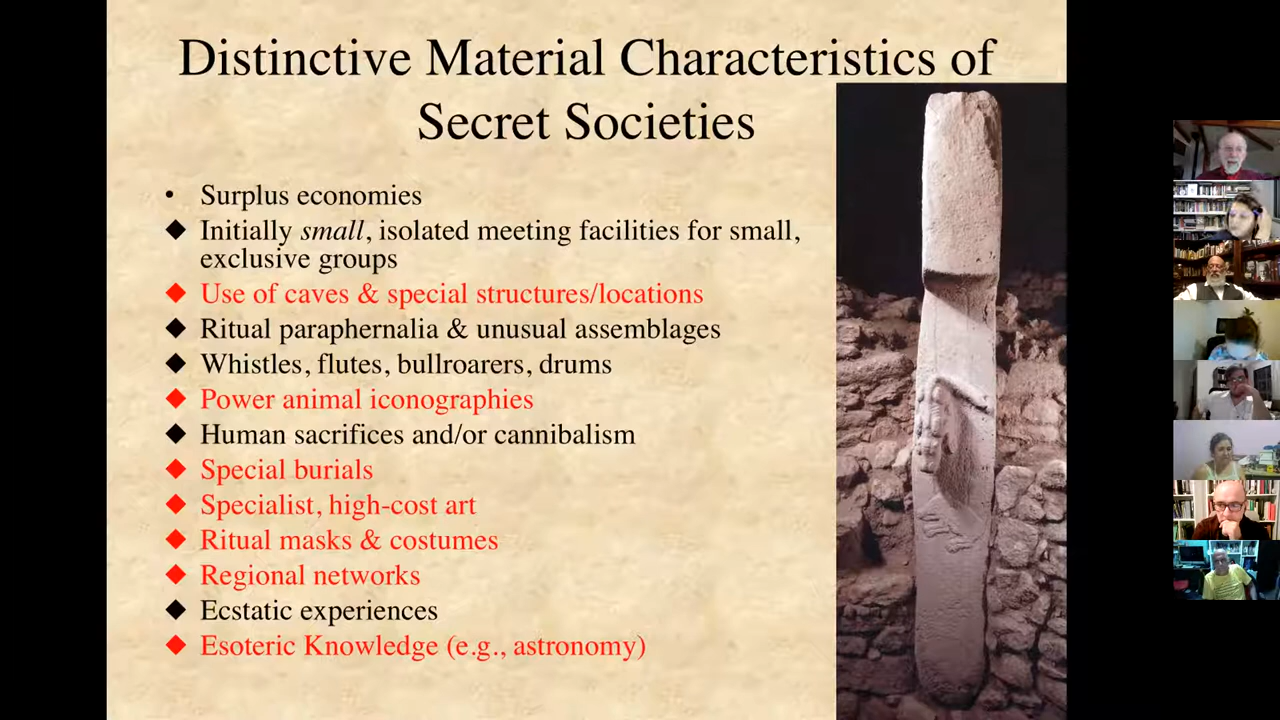 Distinctive Material Characteristics of
Secret Societies
• Surplus economies
◆ Initially small, isolated meeting facilities for small,
exclusive groups
◆ Use of caves & special structures/locations
◆ Ritual paraphernalia & unusual assemblages
◆ Whistles, flutes, bullroarers, drums
◆ Power animal iconographies
◆ Human sacrifices and/or cannibalism
◆ Special burials
◆ Specialist, high-cost art
◆ Ritual masks & costumes
◆ Regional networks
◆ Ecstatic experiences
◆ Esoteric Knowledge (e.g., astronomy)